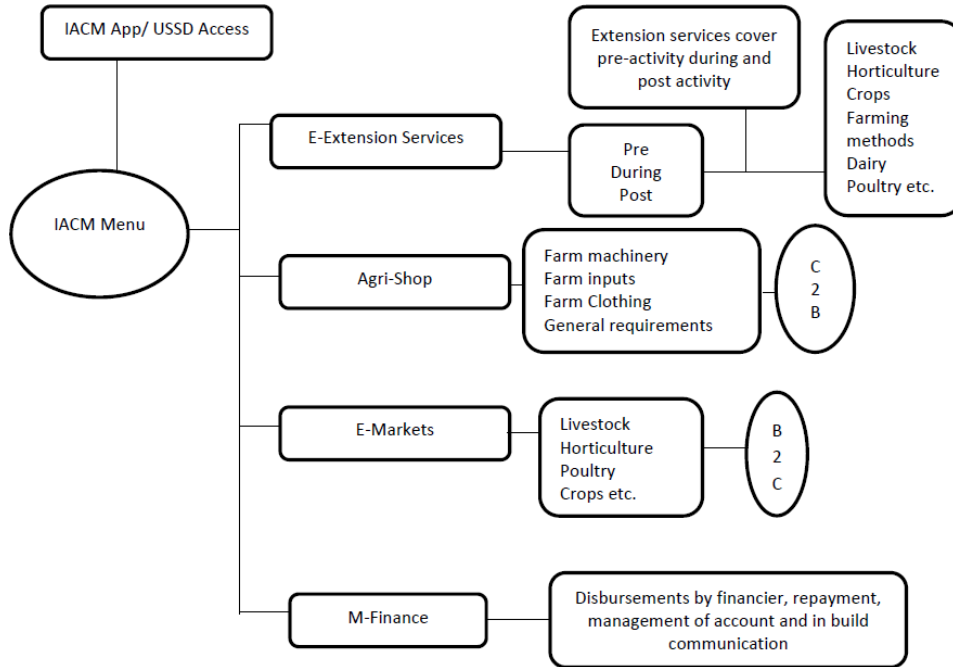 IACM App/ USSD Access
Extension services cover
pre-activity during and
post activity
Livestock
Horticulture
Crops
Farming
methods
Dairy
Poultry etc.
E-Extension Services
Pre
During
Post
IACM Menu
Agri-Shop
Farm machinery
Farm inputs
Farm Clothing
General requirements
C
2
B
E-Markets
Livestock
Horticulture
Poultry
Crops etc.
B
2
C
M-Finance
Disbursements by financier, repayment,
management of account and in build
communication